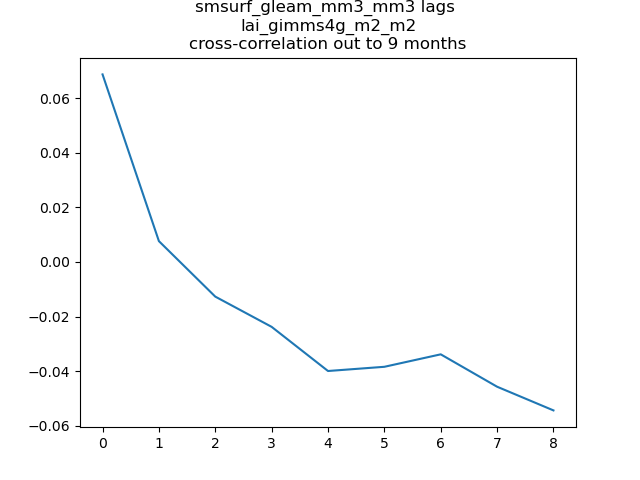 smsurf_gleam_mm3_mm3 lags
lai_gimms4g_m2_m2
cross-correlation out to 9 months
0.06
0.04
0.02
0.00
−0.02
−0.04
−0.06
0 1 2 3 4 5 6 7 8